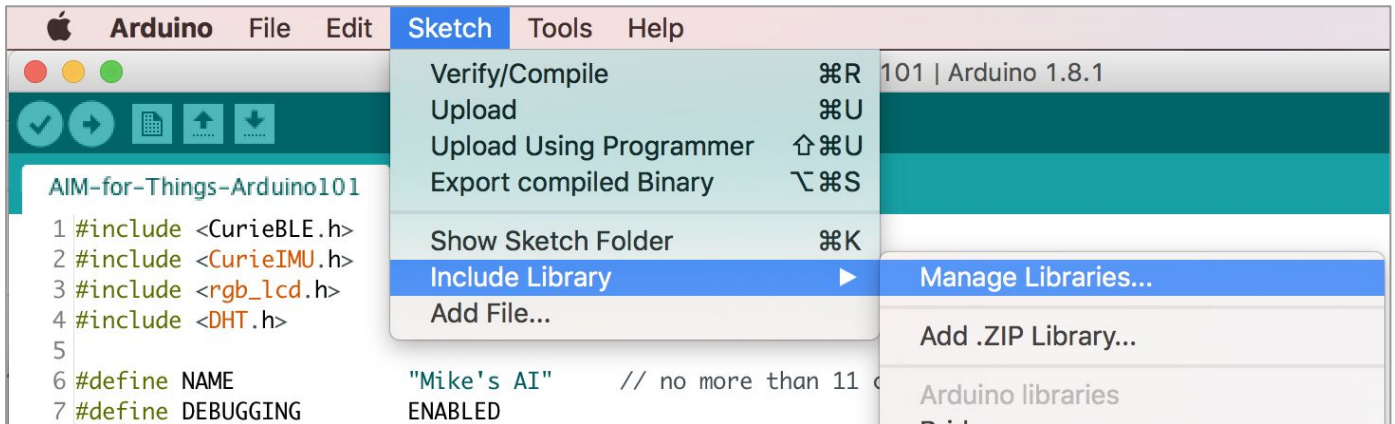 Arduino File Edit Sketch Tools Help
101 | Arduino 1.8.1
Verify/Compile ⌘R
Upload ⌘U
Upload Using Programmer ⇧⌘U
Export compiled Binary ⌥⌘S
Show Sketch Folder ⌘K
Include Library ▶
Add File...
Manage Libraries...
Add .ZIP Library...
Arduino libraries
AIM-for-Things-Arduino101
1 #include <CurieBLE.h>
2 #include <CurieIMU.h>
3 #include <rgb_lcd.h>
4 #include <DHT.h>
5
6 #define NAME "Mike's AI" // no more than 11
7 #define DEBUGGING ENABLED